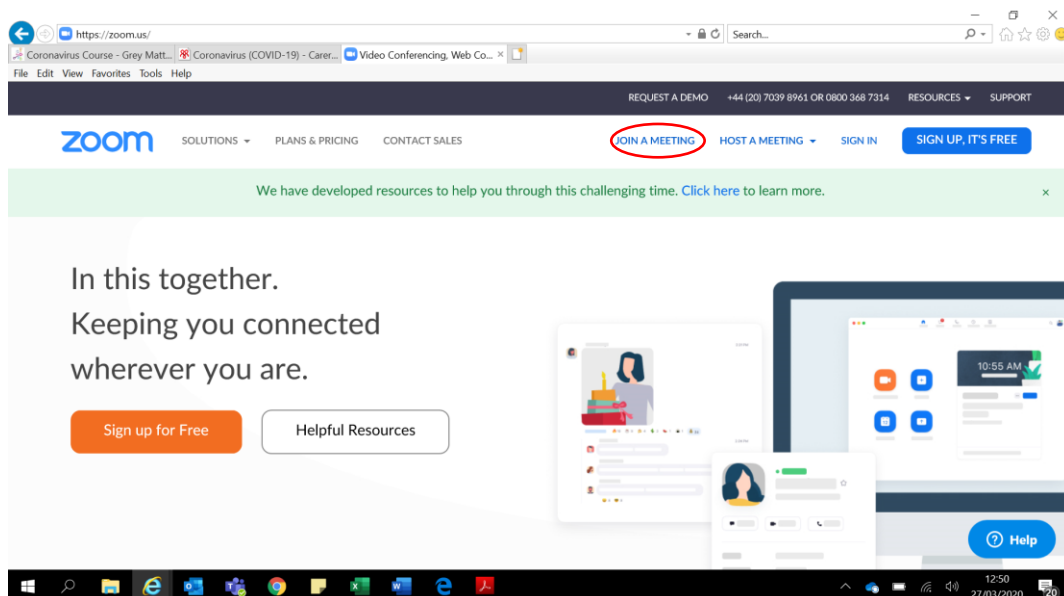 https://zoom.us/
Search...
Coronavirus Course - Grey Matt...
Coronavirus (COVID-19) - Carer...
Video Conferencing, Web Co...
File Edit View Favorites Tools Help
REQUEST A DEMO +44 (20) 7039 8961 OR 0800 368 7314 RESOURCES SUPPORT
zoom SOLUTIONS PLANS & PRICING CONTACT SALES JOIN A MEETING HOST A MEETING SIGN IN SIGN UP, IT'S FREE
We have developed resources to help you through this challenging time. Click here to learn more.
In this together.
Keeping you connected
wherever you are.
Sign up for Free Helpful Resources
10:55 AM
Help
12:50
27/03/2020
20